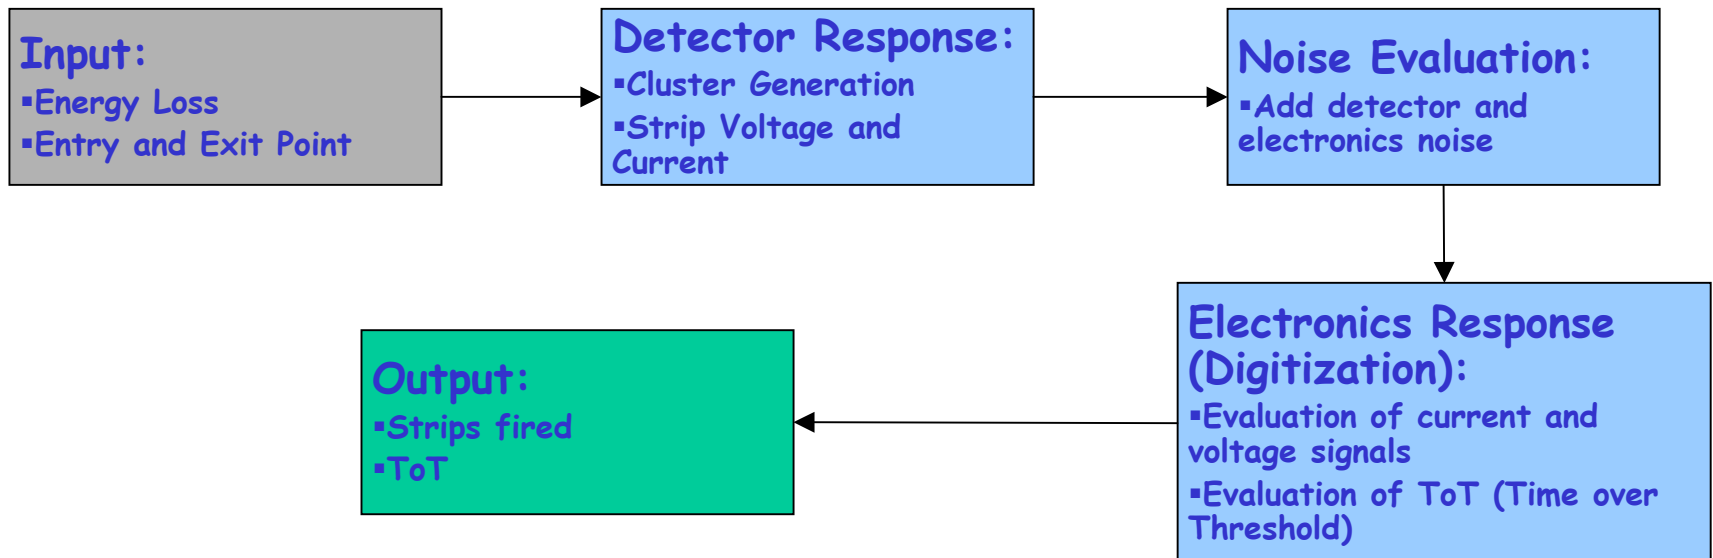 Input:
▪Energy Loss
▪Entry and Exit Point
Detector Response:
▪Cluster Generation
▪Strip Voltage and
Current
Noise Evaluation:
▪Add detector and
electronics noise
Electronics Response
(Digitization):
▪Evaluation of current and
voltage signals
▪Evaluation of ToT (Time over
Threshold)
Output:
▪Strips fired
▪ToT